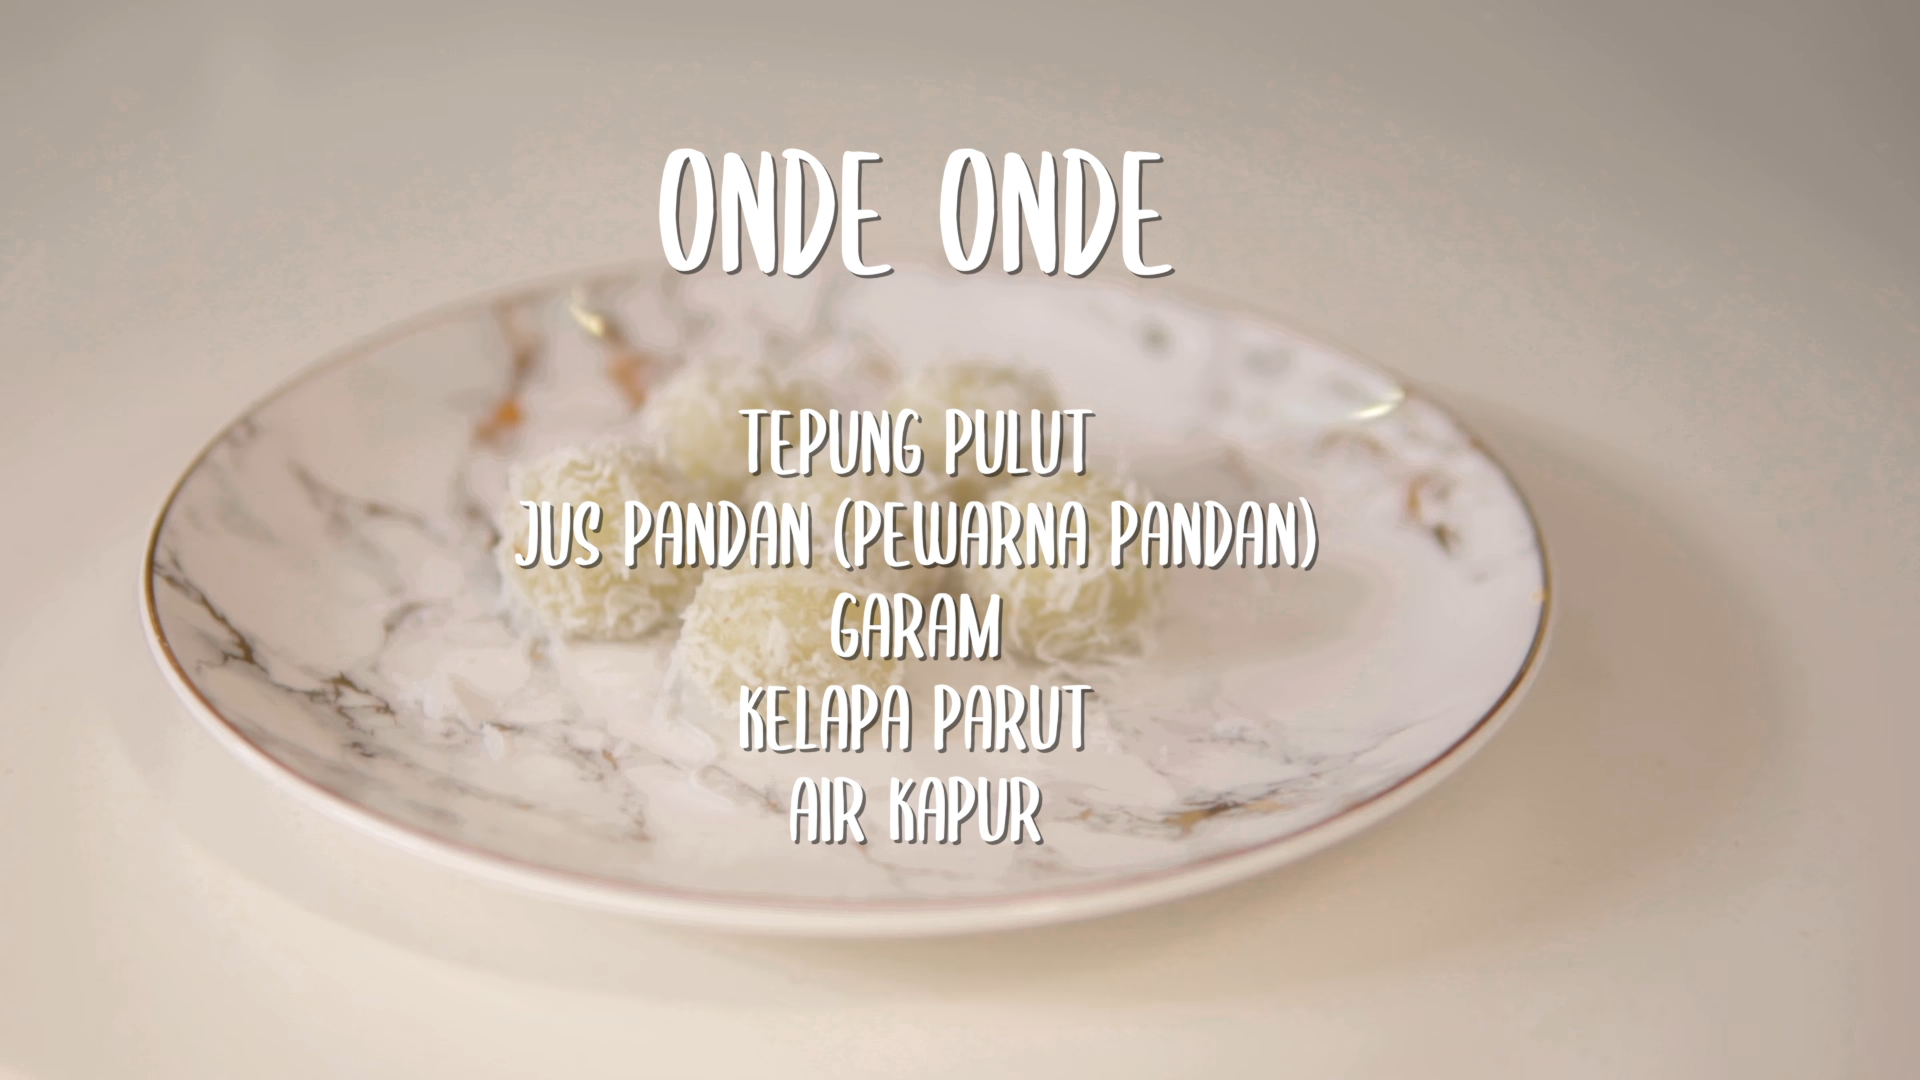 ONDE ONDE
TEPUNG PULUT
JUS PANDAN (PEWARNA PANDAN)
GARAM
KELAPA PARUT
AIR KAPUR